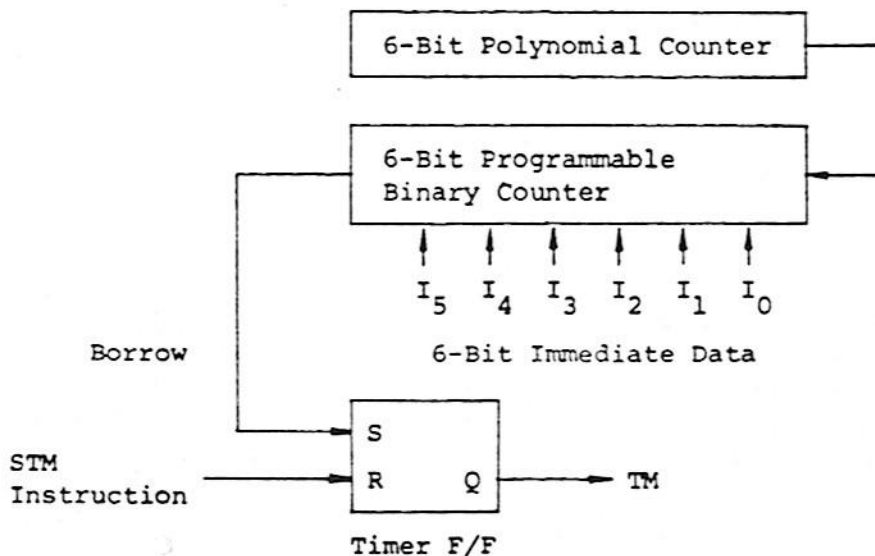 6-Bit Polynomial Counter
6-Bit Programmable
Binary Counter
I5 I4 I3 I2 I1 I0
Borrow
6-Bit Immediate Data
S
STM
Instruction
R Q
TM
Timer F/F